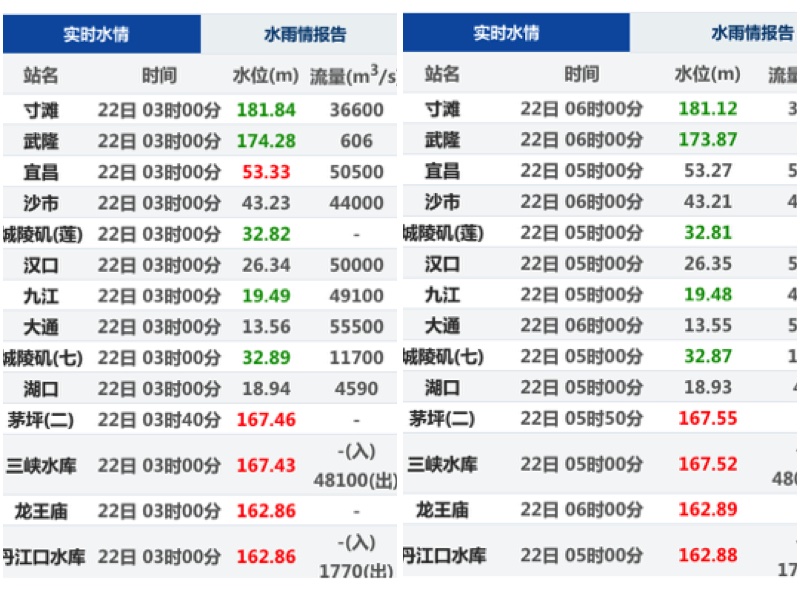 实时水情 水雨情报告
站名 时间 水位(m) 流量(m³/s
寸滩 22日 03时00分 181.84 36600
武隆 22日 03时00分 174.28 606
宜昌 22日 03时00分 53.33 50500
沙市 22日 03时00分 43.23 44000
城陵矶(莲) 22日 03时00分 32.82 -
汉口 22日 03时00分 26.34 50000
九江 22日 03时00分 19.49 49100
大通 22日 03时00分 13.56 55500
城陵矶(七) 22日 03时00分 32.89 11700
湖口 22日 03时00分 18.94 4590
茅坪(二) 22日 03时40分 167.46 -
三峡水库 22日 03时00分 167.43 -(入)
48100(出)
龙王庙 22日 03时00分 162.86 -
丹江口水库 22日 03时00分 162.86 -(入)
1770(出)
实时水情 水雨情报告
站名 时间 水位(m) 流量
寸滩 22日 06时00分 181.12 3
武隆 22日 06时00分 173.87
宜昌 22日 05时00分 53.27 5
沙市 22日 06时00分 43.21 4
城陵矶(莲) 22日 05时00分 32.81
汉口 22日 05时00分 26.35 5
九江 22日 05时00分 19.48 4
大通 22日 06时00分 13.55 5
城陵矶(七) 22日 05时00分 32.87 1
湖口 22日 05时00分 18.93 4
茅坪(二) 22日 05时50分 167.55
三峡水库 22日 05时00分 167.52 -
480
龙王庙 22日 06时00分 162.89
丹江口水库 22日 05时00分 162.88 -
17